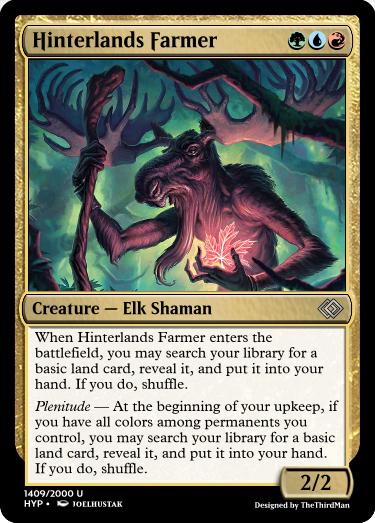 Hinterlands Farmer
Creature — Elk Shaman
When Hinterlands Farmer enters the
battlefield, you may search your library for a
basic land card, reveal it, and put it into your
hand. If you do, shuffle.
Plenitude — At the beginning of your upkeep, if
you have all colors among permanents you
control, you may search your library for a basic
land card, reveal it, and put it into your hand.
If you do, shuffle.
2/2
1409/2000 U
HYP • JOELHUSTAK
Designed by TheThirdMan